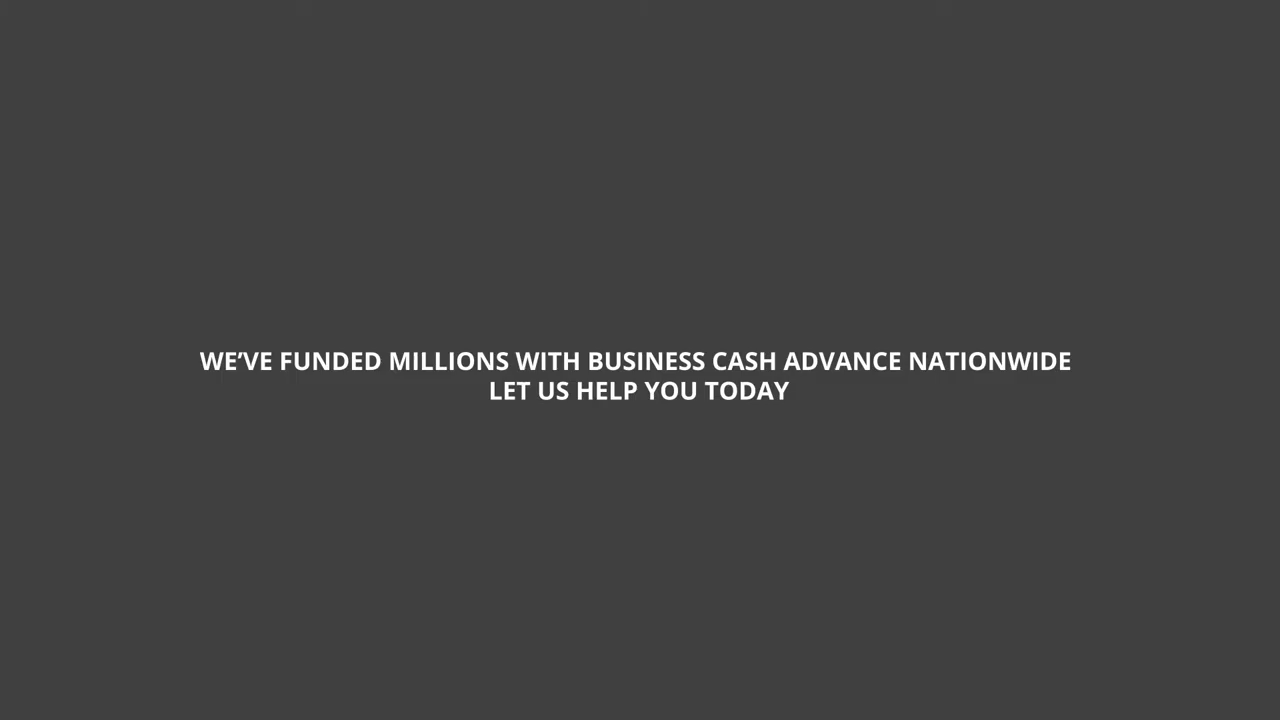 WE’VE FUNDED MILLIONS WITH BUSINESS CASH ADVANCE NATIONWIDE
LET US HELP YOU TODAY